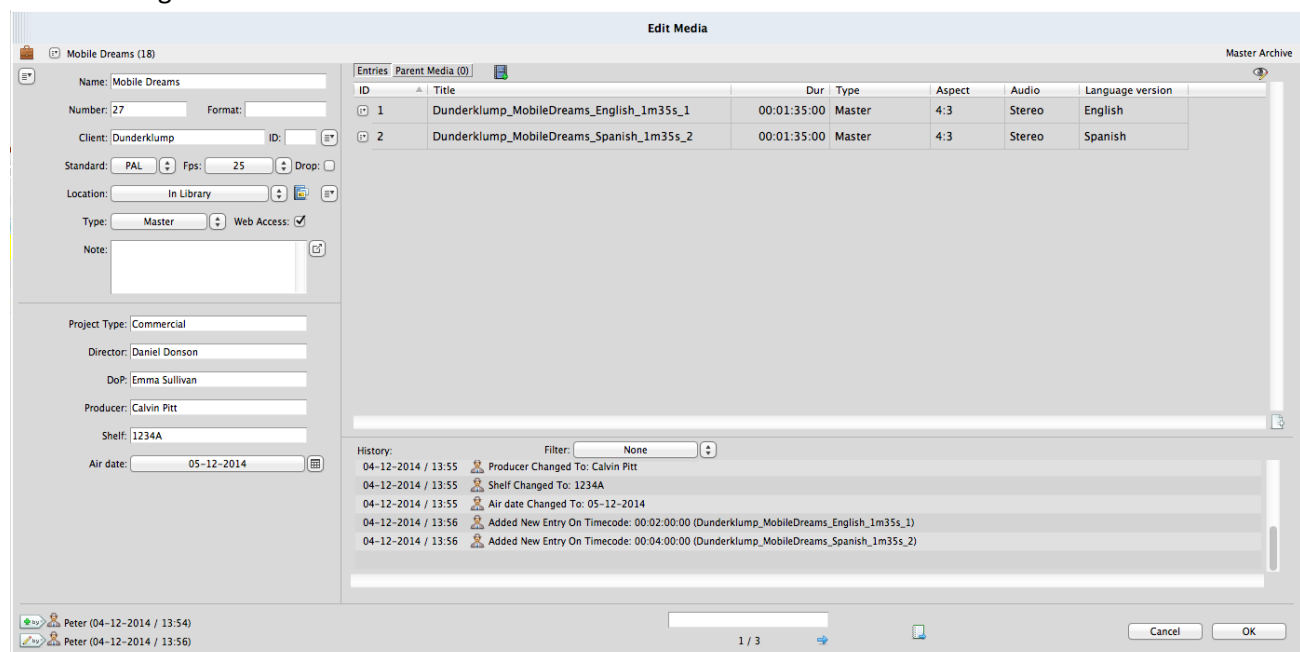 Edit Media
Mobile Dreams (18)
Master Archive
Name: Mobile Dreams
Number: 27 Format:
Client: Dunderklump ID:
Standard: PAL Fps: 25 Drop:
Location: In Library
Type: Master Web Access:
Note:
Project Type: Commercial
Director: Daniel Donson
DoP: Emma Sullivan
Producer: Calvin Pitt
Shelf: 1234A
Air date: 05-12-2014
Entries Parent Media (0)
ID Title Dur Type Aspect Audio Language version
1 Dunderklump_MobileDreams_English_1m35s_1 00:01:35:00 Master 4:3 Stereo English
2 Dunderklump_MobileDreams_Spanish_1m35s_2 00:01:35:00 Master 4:3 Stereo Spanish
History: Filter: None
04-12-2014 / 13:55 Producer Changed To: Calvin Pitt
04-12-2014 / 13:55 Shelf Changed To: 1234A
04-12-2014 / 13:55 Air date Changed To: 05-12-2014
04-12-2014 / 13:56 Added New Entry On Timecode: 00:02:00:00 (Dunderklump_MobileDreams_English_1m35s_1)
04-12-2014 / 13:56 Added New Entry On Timecode: 00:04:00:00 (Dunderklump_MobileDreams_Spanish_1m35s_2)
by Peter (04-12-2014 / 13:54)
by Peter (04-12-2014 / 13:56)
1 / 3
Cancel OK